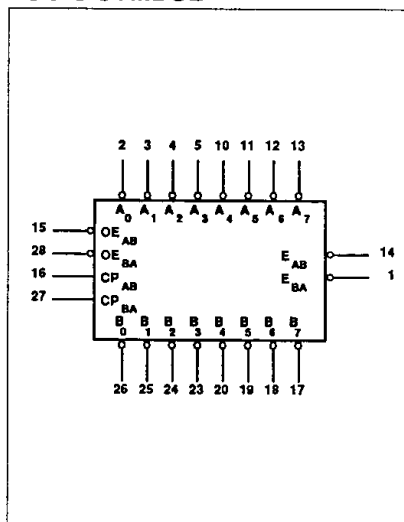 2 3 4 5 10 11 12 13
A0 A1 A2 A3 A4 A5 A6 A7
15 OEAB
28 OEBA
16 CPAB
27 CPBA
EAB 14
EBA 1
B0 B1 B2 B3 B4 B5 B6 B7
26 25 24 23 20 19 18 17